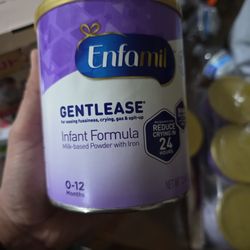 Enfamil
GENTLEASE
for easing fussiness, crying, gas & spit-up
Infant Formula
Milk-based Powder with Iron
REDUCE
CRYING IN
24
HOURS
0-12
Months